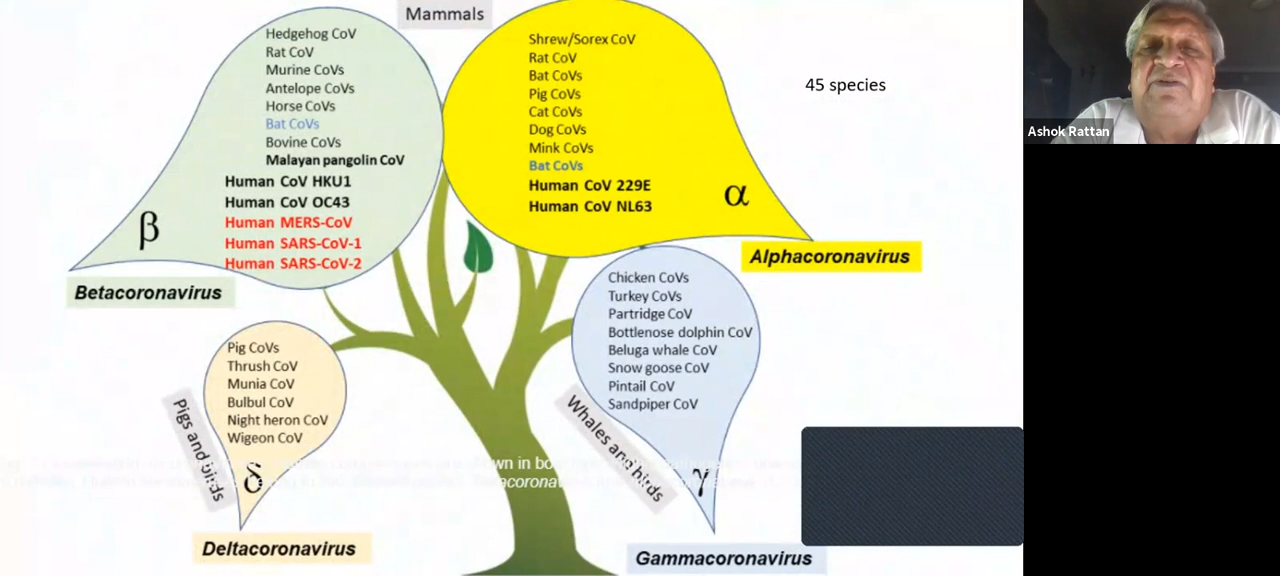 Mammals
Hedgehog CoV
Rat CoV
Murine CoVs
Antelope CoVs
Horse CoVs
Bat CoVs
Bovine CoVs
Malayan pangolin CoV
Human CoV HKU1
Human CoV OC43
Human MERS-CoV
Human SARS-CoV-1
Human SARS-CoV-2
β
Betacoronavirus
Shrew/Sorex CoV
Rat CoV
Bat CoVs
Pig CoVs
Cat CoVs
Dog CoVs
Mink CoVs
Bat CoVs
Human CoV 229E
Human CoV NL63
α
Alphacoronavirus
45 species
Ashok Rattan
Pig CoVs
Thrush CoV
Munia CoV
Bulbul CoV
Night heron CoV
Wigeon CoV
Pigs and birds
δ
Deltacoronavirus
Chicken CoVs
Turkey CoVs
Partridge CoV
Bottlenose dolphin CoV
Beluga whale CoV
Snow goose CoV
Pintail CoV
Sandpiper CoV
Whales and birds
γ
Gammacoronavirus